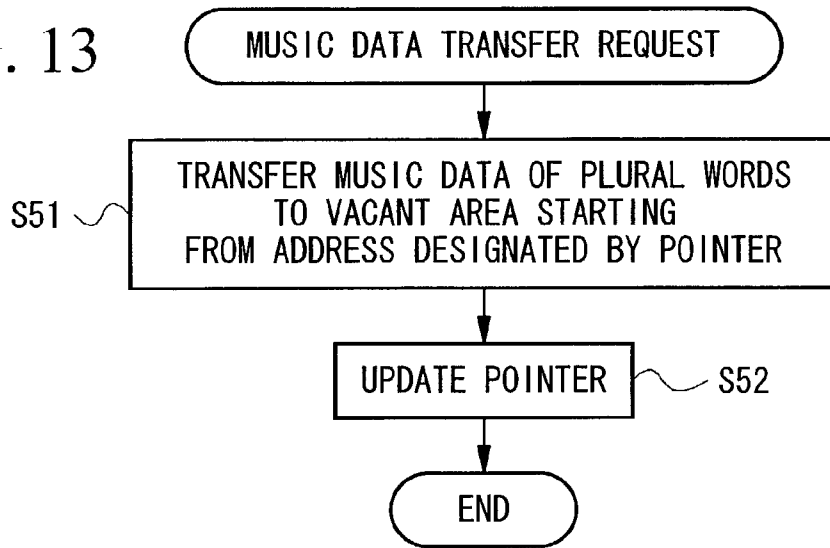 . 13
MUSIC DATA TRANSFER REQUEST
TRANSFER MUSIC DATA OF PLURAL WORDS
TO VACANT AREA STARTING
FROM ADDRESS DESIGNATED BY POINTER
S51
UPDATE POINTER
S52
END